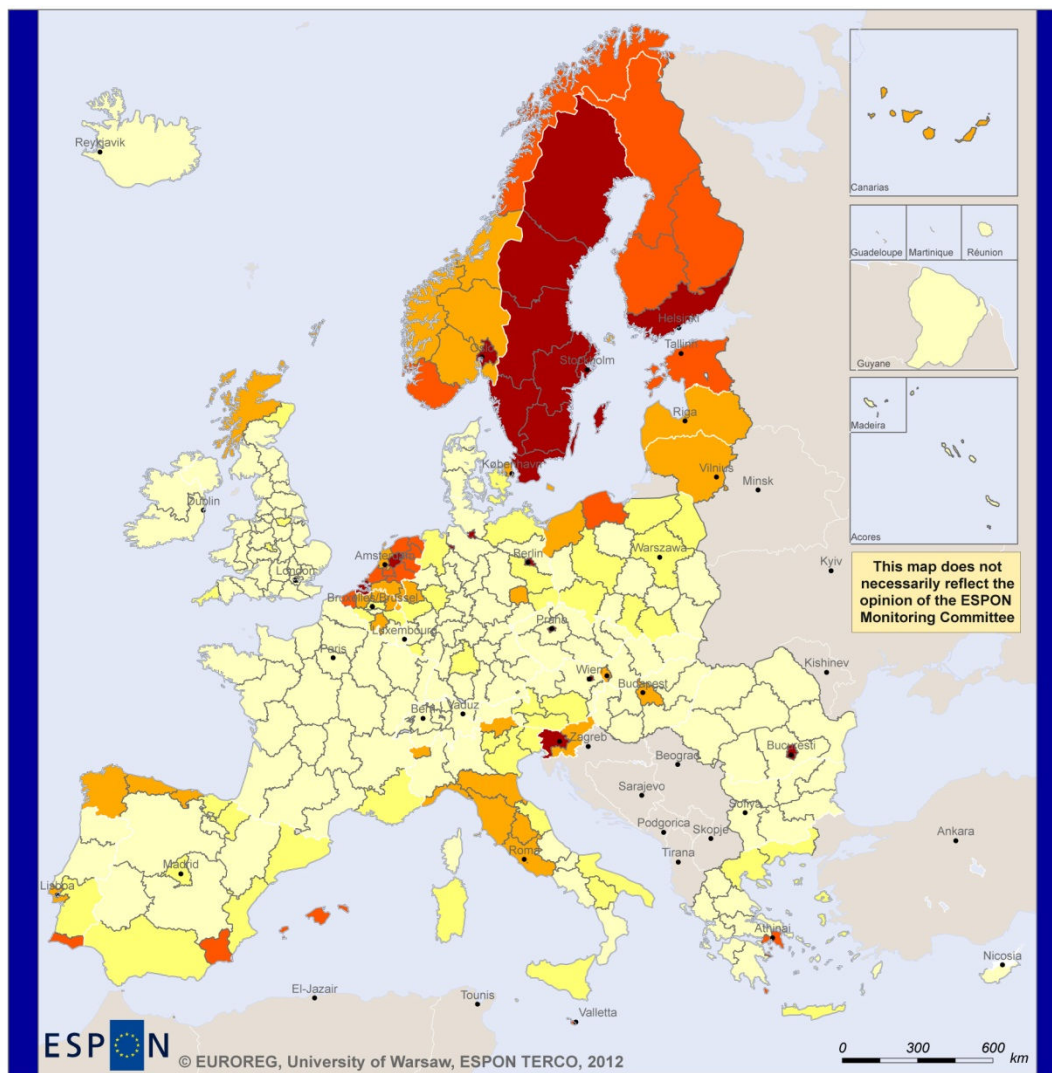 Reykjavik
Canarias
Guadeloupe
Martinique
Réunion
Guyane
Madeira
Acores
This map does not
necessarily reflect the
opinion of the ESPON
Monitoring Committee
Oslo
Helsinki
Tallinn
Stockholm
Riga
København
Vilnius
Minsk
Dublin
Amsterdam
Berlin
Warszawa
London
Kyiv
Bruxelles/Brussel
Praha
Luxembourg
Paris
Kishinev
Wien
Budapest
Bern
Vaduz
Zagreb
Bucuresti
Beograd
Sarajevo
Sofiya
Podgorica
Skopje
Ankara
Tirana
Roma
Madrid
Lisboa
Athinai
Nicosia
El-Jazair
Tounis
Valletta
ESPON
© EUROREG, University of Warsaw, ESPON TERCO, 2012
0 300 600
km